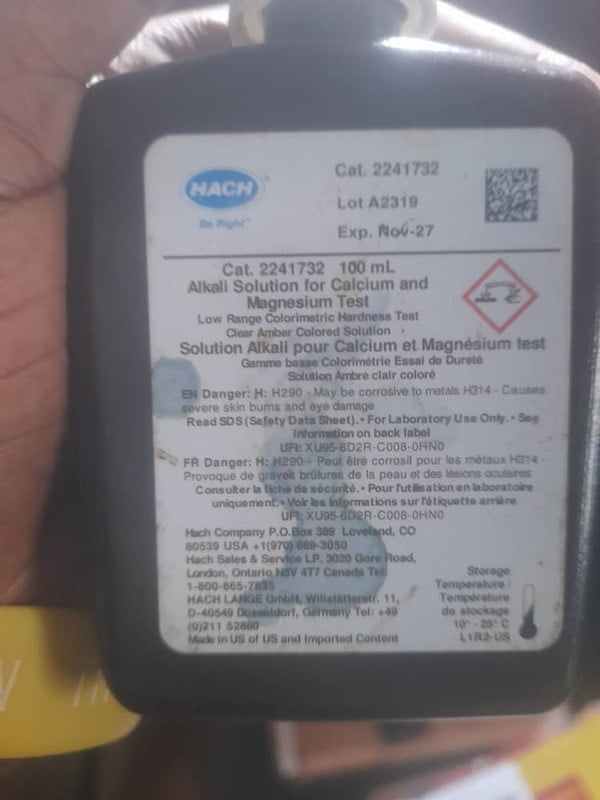 HACH
Be Right™
Cat. 2241732
Lot A2319
Exp. Nov-27
Cat. 2241732 100 mL
Alkali Solution for Calcium and
Magnesium Test
Low Range Colorimetric Hardness Test
Clear Amber Colored Solution
Solution Alkali pour Calcium et Magnésium test
Gamme basse Colorimétrie Essai de Dureté
Solution Ambre clair coloré
EN Danger: H: H290 - May be corrosive to metals H314 - Causes
severe skin burns and eye damage
Read SDS (Safety Data Sheet). • For Laboratory Use Only. • See
Information on back label
UFI: XU95-6D2R-C008-0HN0
FR Danger: H: H290 - Peut être corrosif pour les métaux H314 -
Provoque de graves brûlures de la peau et des lésions oculaires
Consulter la fiche de sécurité. • Pour l'utilisation en laboratoire
uniquement. • Voir les informations sur l'étiquette arrière
UFI: XU95-6D2R-C008-0HN0
Hach Company P.O.Box 389 Loveland, CO
80539 USA +1(970) 669-3050
Hach Sales & Service LP. 3020 Gore Road,
London, Ontario N5V 4T7 Canada Tel:
1-800-665-7635
HACH LANGE GmbH, Willstätterstr. 11,
D-40549 Düsseldorf, Germany Tel: +49
(0)211 52880
Made in US of US and Imported Content
Storage
Temperature /
Température
de stockage
10° - 25° C
L1R2-US